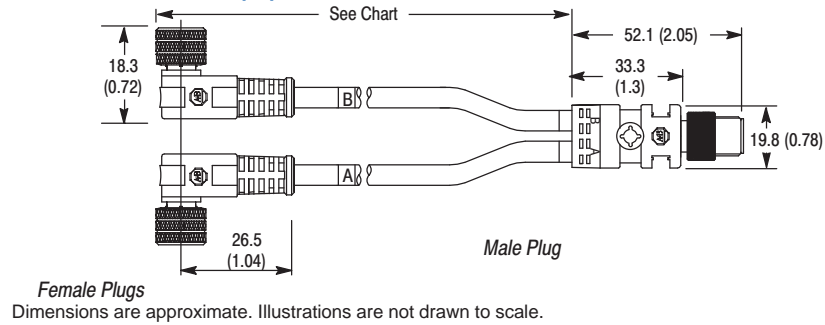 See Chart
52.1 (2.05)
18.3
(0.72)
33.3
(1.3)
B
B
19.8 (0.78)
A
A
26.5
(1.04)
Male Plug
Female Plugs
Dimensions are approximate. Illustrations are not drawn to scale.